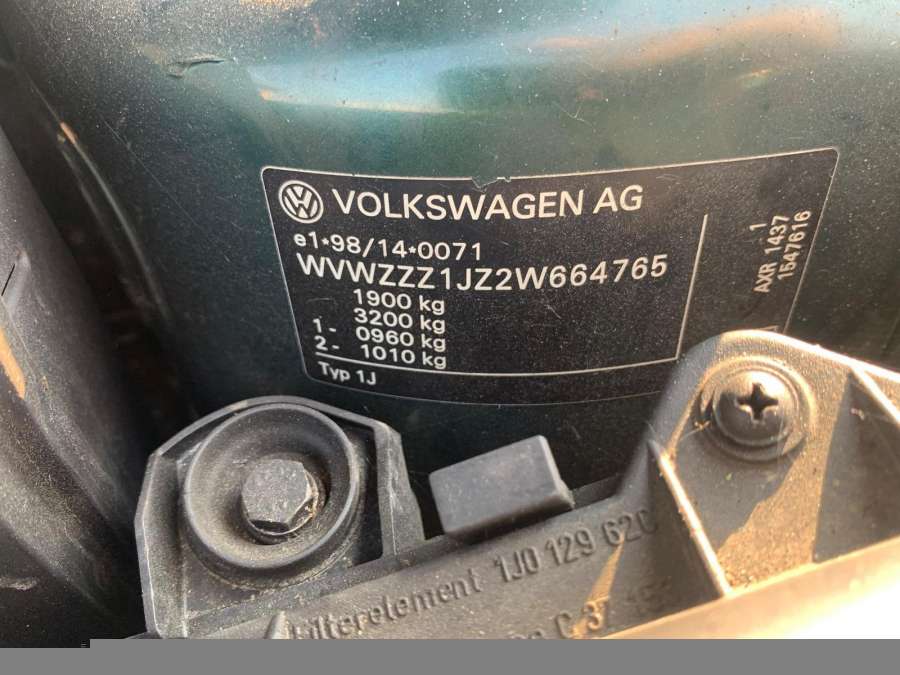 VOLKSWAGEN AG
e1*98/14*0071
WVWZZZ1JZ2W664765
1900 kg
3200 kg
1- 0960 kg
2- 1010 kg
Typ 1J
1
AXR 1437
1547616
Filterelement 1J0 129 620
C 37